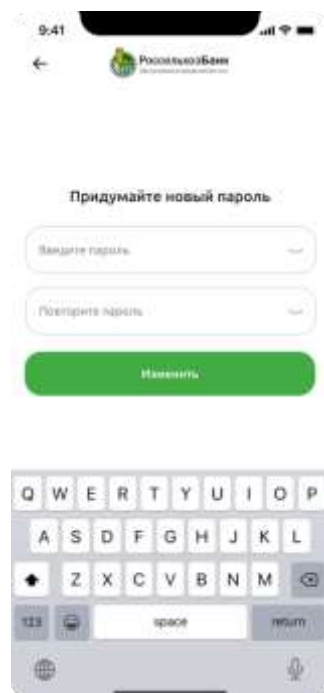 9:41
РоссельхозБанк
Придумайте новый пароль
Введите пароль
Повторите пароль
Изменить
Q W E R T Y U I O P
A S D F G H J K L
Z X C V B N M
123 space return